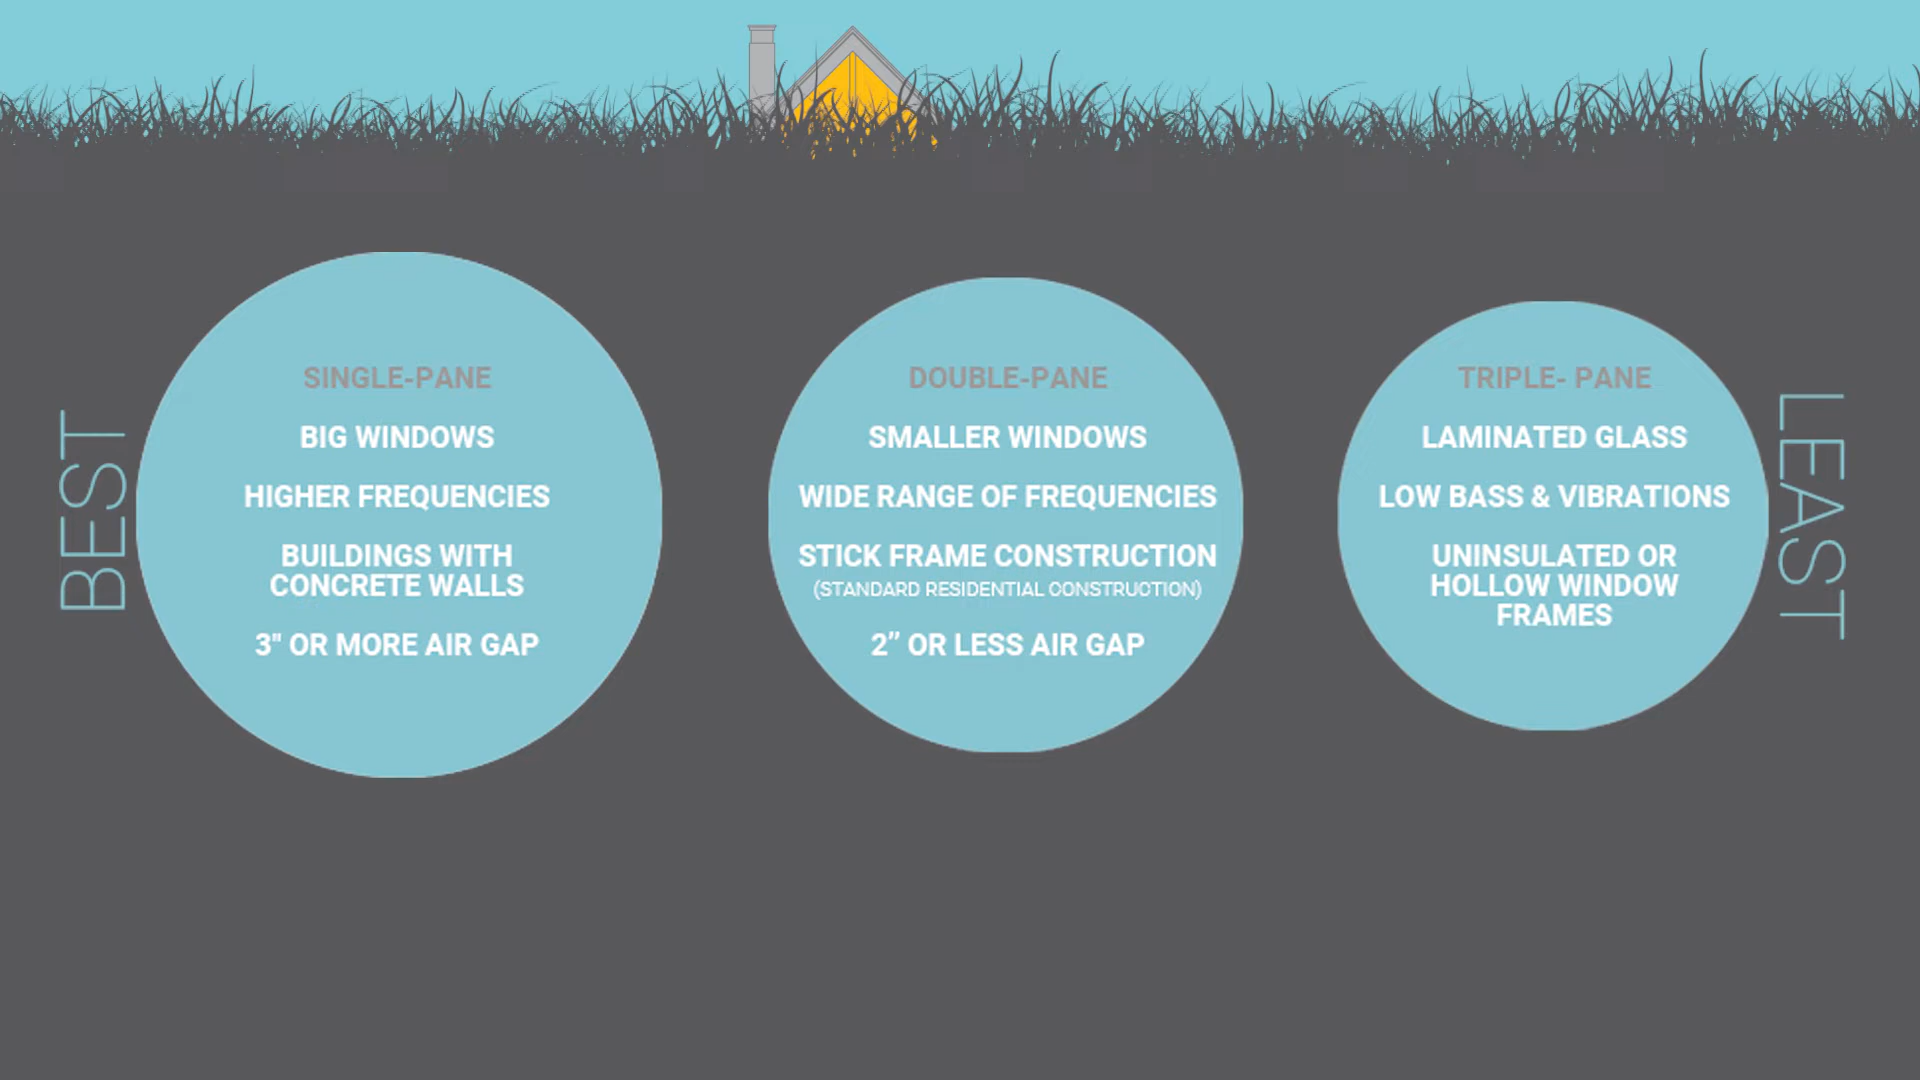 BEST
SINGLE-PANE
BIG WINDOWS
HIGHER FREQUENCIES
BUILDINGS WITH
CONCRETE WALLS
3" OR MORE AIR GAP
DOUBLE-PANE
SMALLER WINDOWS
WIDE RANGE OF FREQUENCIES
STICK FRAME CONSTRUCTION
(STANDARD RESIDENTIAL CONSTRUCTION)
2” OR LESS AIR GAP
TRIPLE- PANE
LAMINATED GLASS
LOW BASS & VIBRATIONS
UNINSULATED OR
HOLLOW WINDOW
FRAMES
LEAST